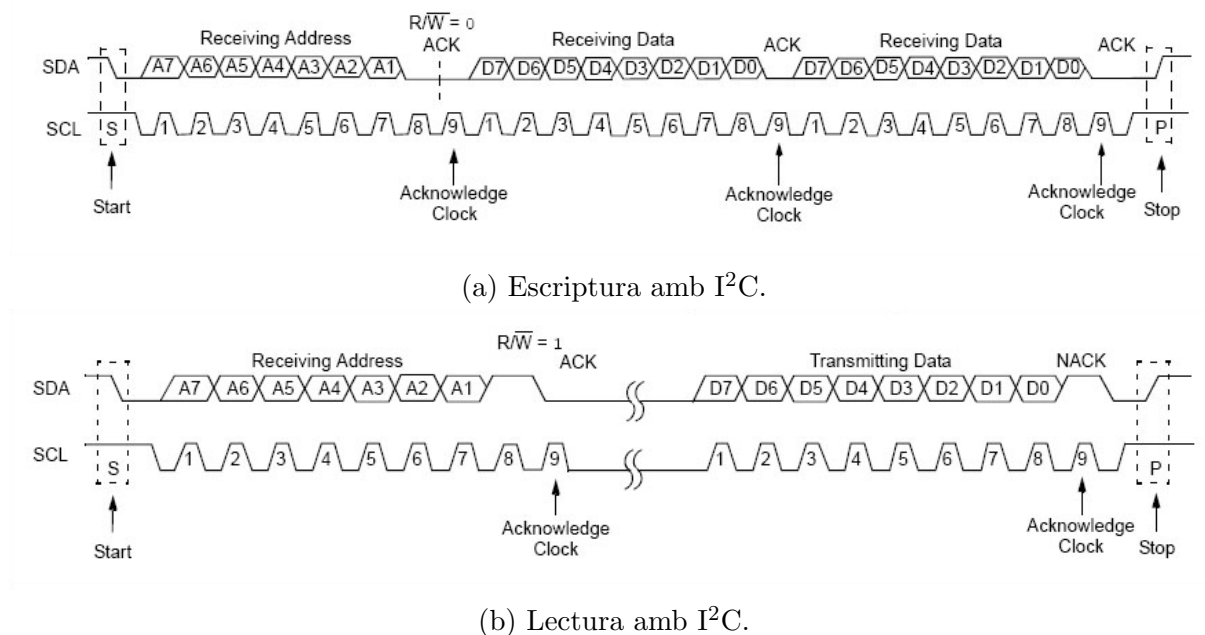 R/W = 0
Receiving Address ACK Receiving Data ACK Receiving Data ACK
SDA A7 A6 A5 A4 A3 A2 A1 D7 D6 D5 D4 D3 D2 D1 D0 D7 D6 D5 D4 D3 D2 D1 D0
SCL S 1 2 3 4 5 6 7 8 9 1 2 3 4 5 6 7 8 9 1 2 3 4 5 6 7 8 9 P
Start Acknowledge Clock Acknowledge Clock Acknowledge Clock Stop
(a) Escriptura amb I²C.
R/W = 1
Receiving Address ACK Transmitting Data NACK
SDA A7 A6 A5 A4 A3 A2 A1 D7 D6 D5 D4 D3 D2 D1 D0
SCL S 1 2 3 4 5 6 7 8 9 1 2 3 4 5 6 7 8 9 P
Start Acknowledge Clock Acknowledge Clock Stop
(b) Lectura amb I²C.